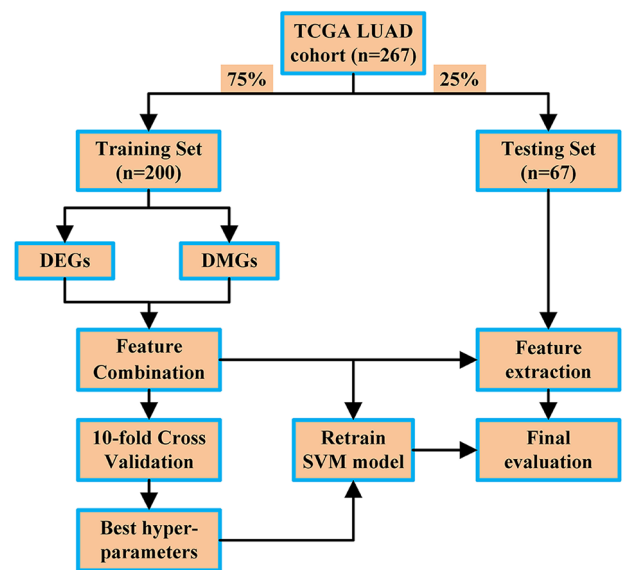 TCGA LUAD
cohort (n=267)
75%
25%
Training Set
(n=200)
Testing Set
(n=67)
DEGs
DMGs
Feature
Combination
Feature
extraction
10-fold Cross
Validation
Retrain
SVM model
Final
evaluation
Best hyper-
parameters